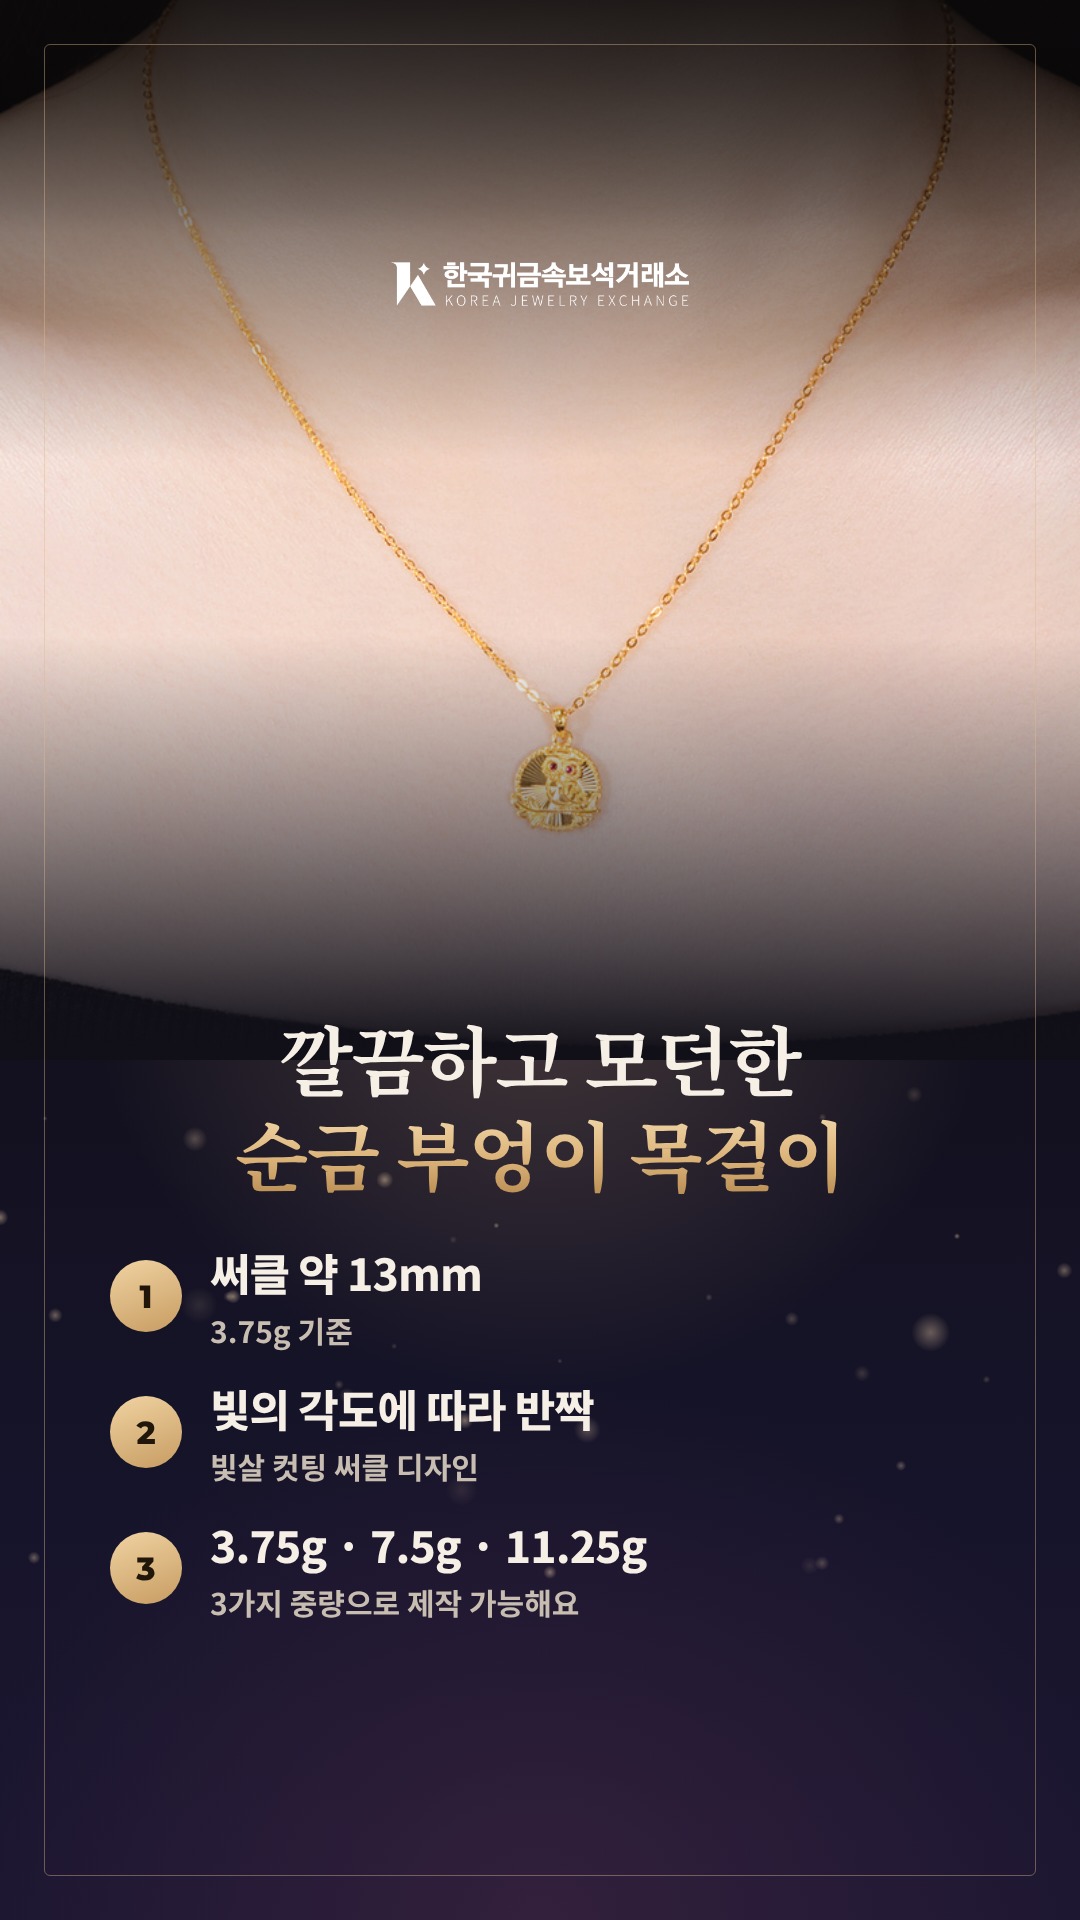 한국귀금속보석거래소
KOREA JEWELRY EXCHANGE
깔끔하고 모던한
순금 부엉이 목걸이
1
써클 약 13mm
3.75g 기준
2
빛의 각도에 따라 반짝
빛살 컷팅 써클 디자인
3
3.75g · 7.5g · 11.25g
3가지 중량으로 제작 가능해요